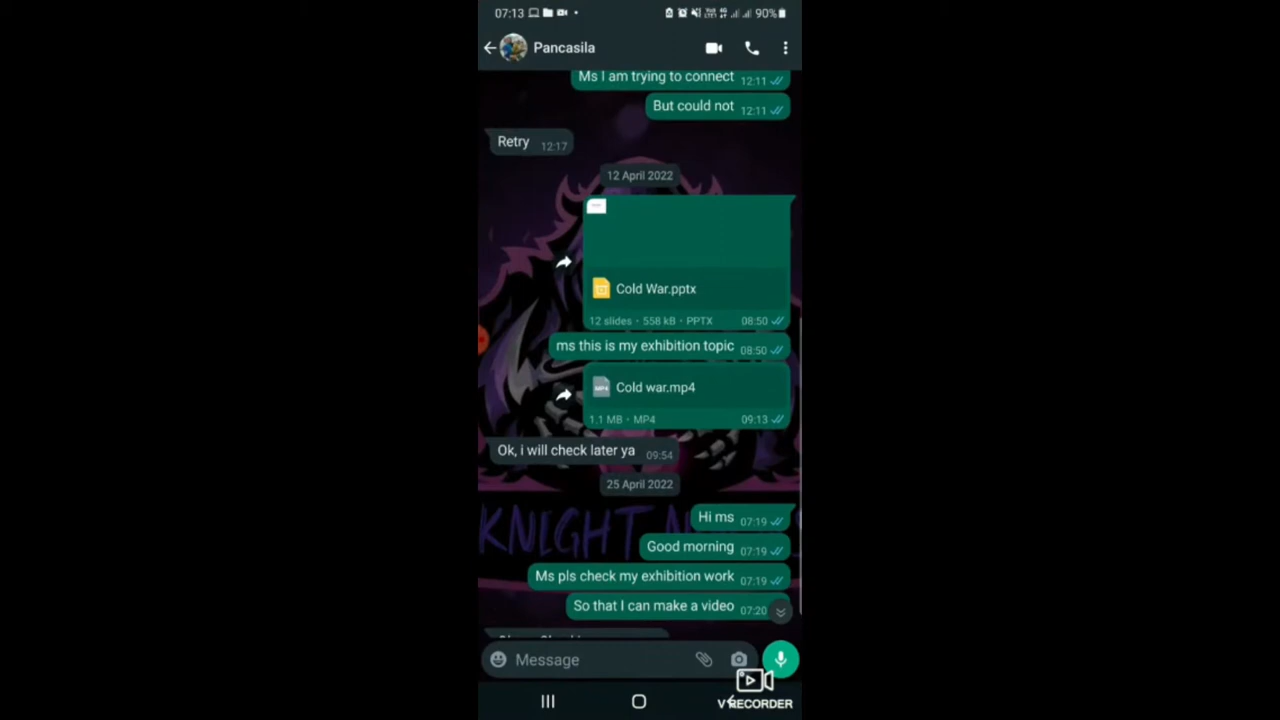 07:13 90%
Pancasila
Ms I am trying to connect 12:11
But could not 12:11
Retry 12:17
12 April 2022
Cold War.pptx
12 slides • 558 kB • PPTX 08:50
ms this is my exhibition topic 08:50
MP4 Cold war.mp4
1.1 MB • MP4 09:13
Ok, i will check later ya 09:54
25 April 2022
KNIGHT
Hi ms 07:19
Good morning 07:19
Ms pls check my exhibition work 07:19
So that I can make a video 07:20
Message
V RECORDER